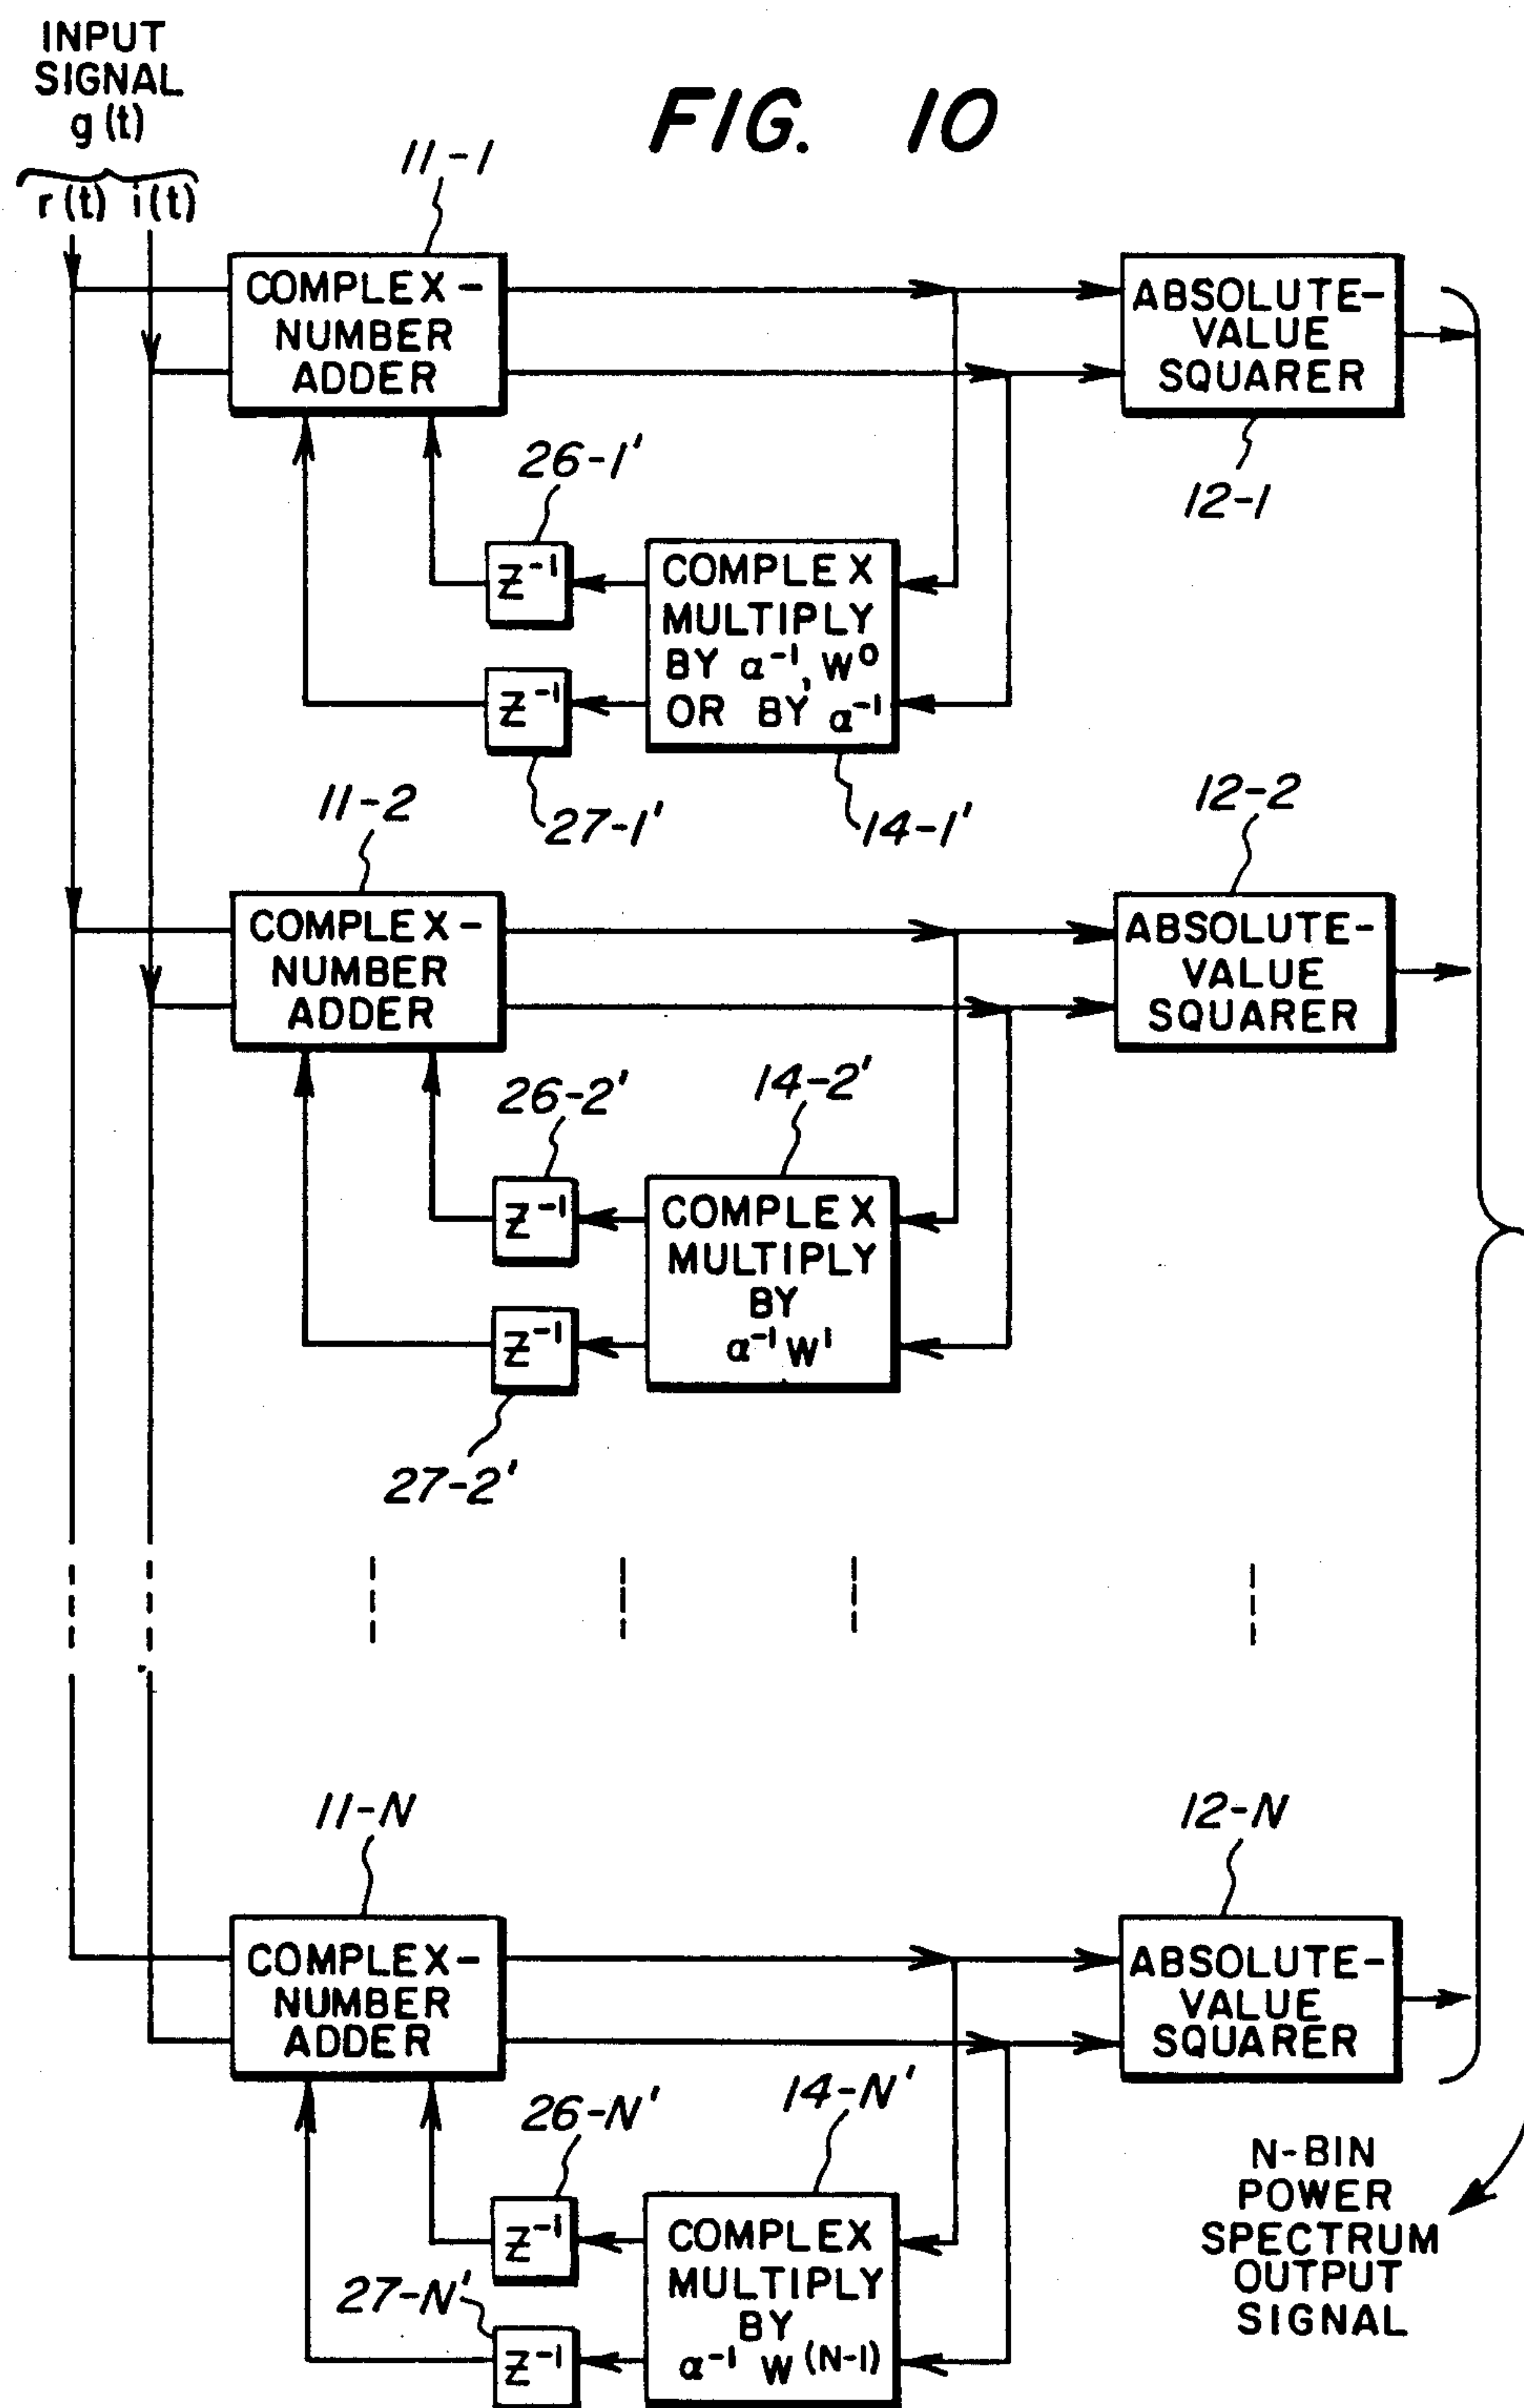 INPUT
SIGNAL
g (t)
r (t) i (t)
FIG. 10
11-1
COMPLEX-
NUMBER
ADDER
ABSOLUTE-
VALUE
SQUARER
12-1
26-1'
Z⁻¹
COMPLEX
MULTIPLY
BY α⁻¹, W⁰
OR BY α⁻¹
Z⁻¹
27-1'
14-1'
11-2
12-2
COMPLEX-
NUMBER
ADDER
ABSOLUTE-
VALUE
SQUARER
26-2'
14-2'
Z⁻¹
COMPLEX
MULTIPLY
BY
α⁻¹ W¹
Z⁻¹
27-2'
11-N
12-N
COMPLEX-
NUMBER
ADDER
ABSOLUTE-
VALUE
SQUARER
26-N'
14-N'
Z⁻¹
COMPLEX
MULTIPLY
BY
α⁻¹ W⁽ᴺ⁻¹⁾
27-N'
Z⁻¹
N-BIN
POWER
SPECTRUM
OUTPUT
SIGNAL